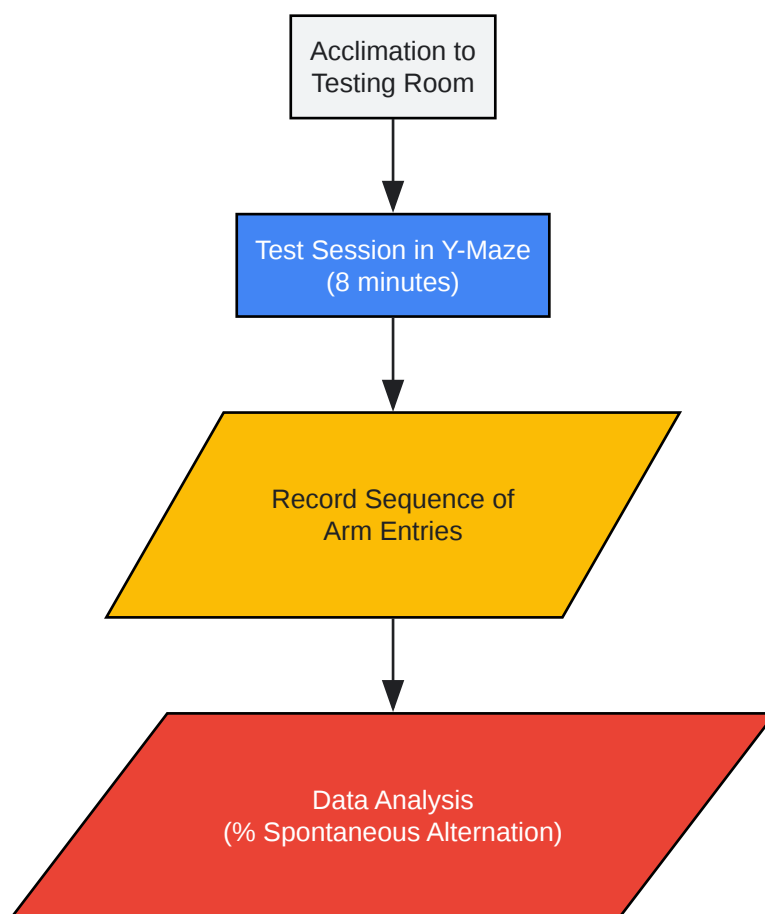 Acclimation to
Testing Room
Test Session in Y-Maze
(8 minutes)
Record Sequence of
Arm Entries
Data Analysis
(% Spontaneous Alternation)